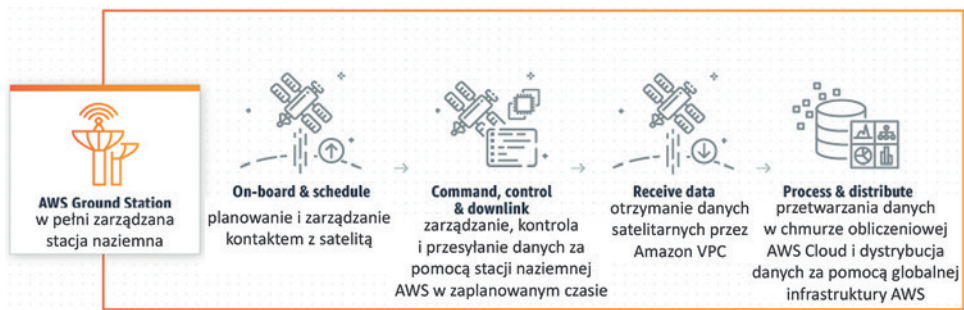 AWS Ground Station
w pełni zarządzana
stacja naziemna
On-board & schedule
planowanie i zarządzanie
kontaktem z satelitą
Command, control
& downlink
zarządzanie, kontrola
i przesyłanie danych za
pomocą stacji naziemnej
AWS w zaplanowanym czasie
Receive data
otrzymanie danych
satelitarnych przez
Amazon VPC
Process & distribute
przetwarzania danych
w chmurze obliczeniowej
AWS Cloud i dystrybucja
danych za pomocą globalnej
infrastruktury AWS